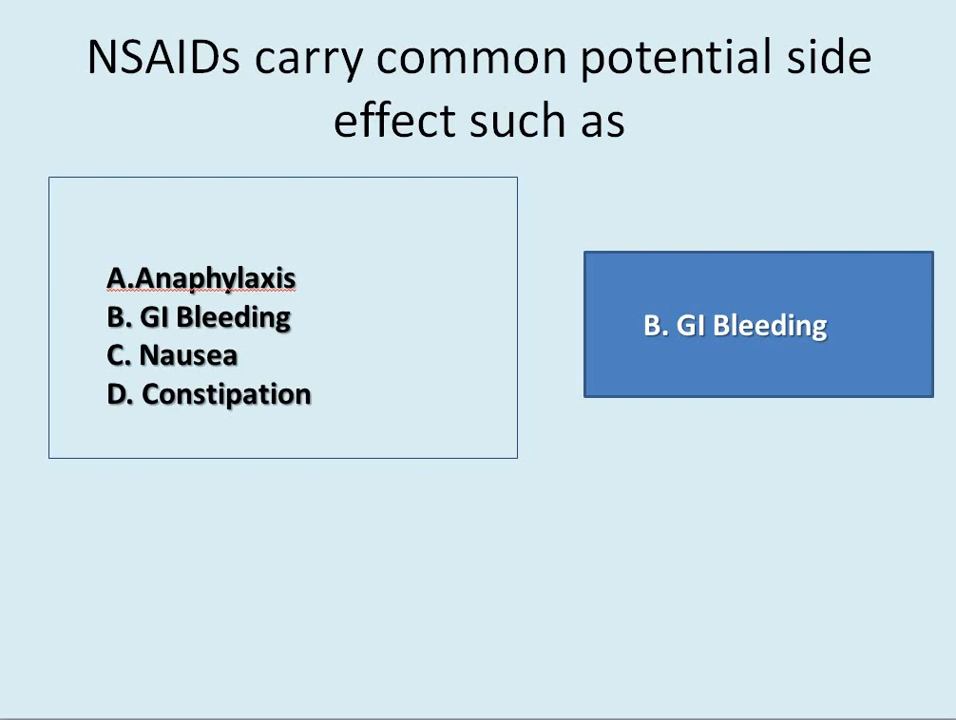 NSAIDs carry common potential side
effect such as
A.Anaphylaxis
B. GI Bleeding
C. Nausea
D. Constipation
B. GI Bleeding